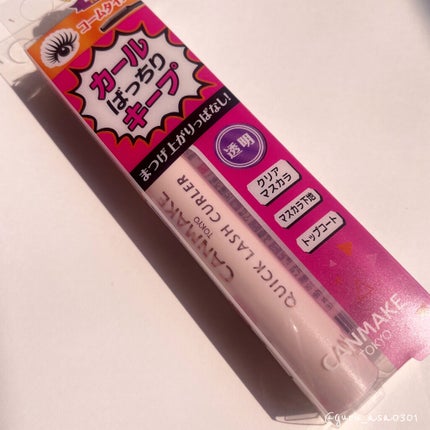 コームタイ
カール
ばっちり
キープ
まつげ上がりっぱなし!
透明
クリア
マスカラ
マスカラ下地
トップコート
CANMAKE
TOKYO
QUICK LASH CURLER
CANMAKE
TOKYO